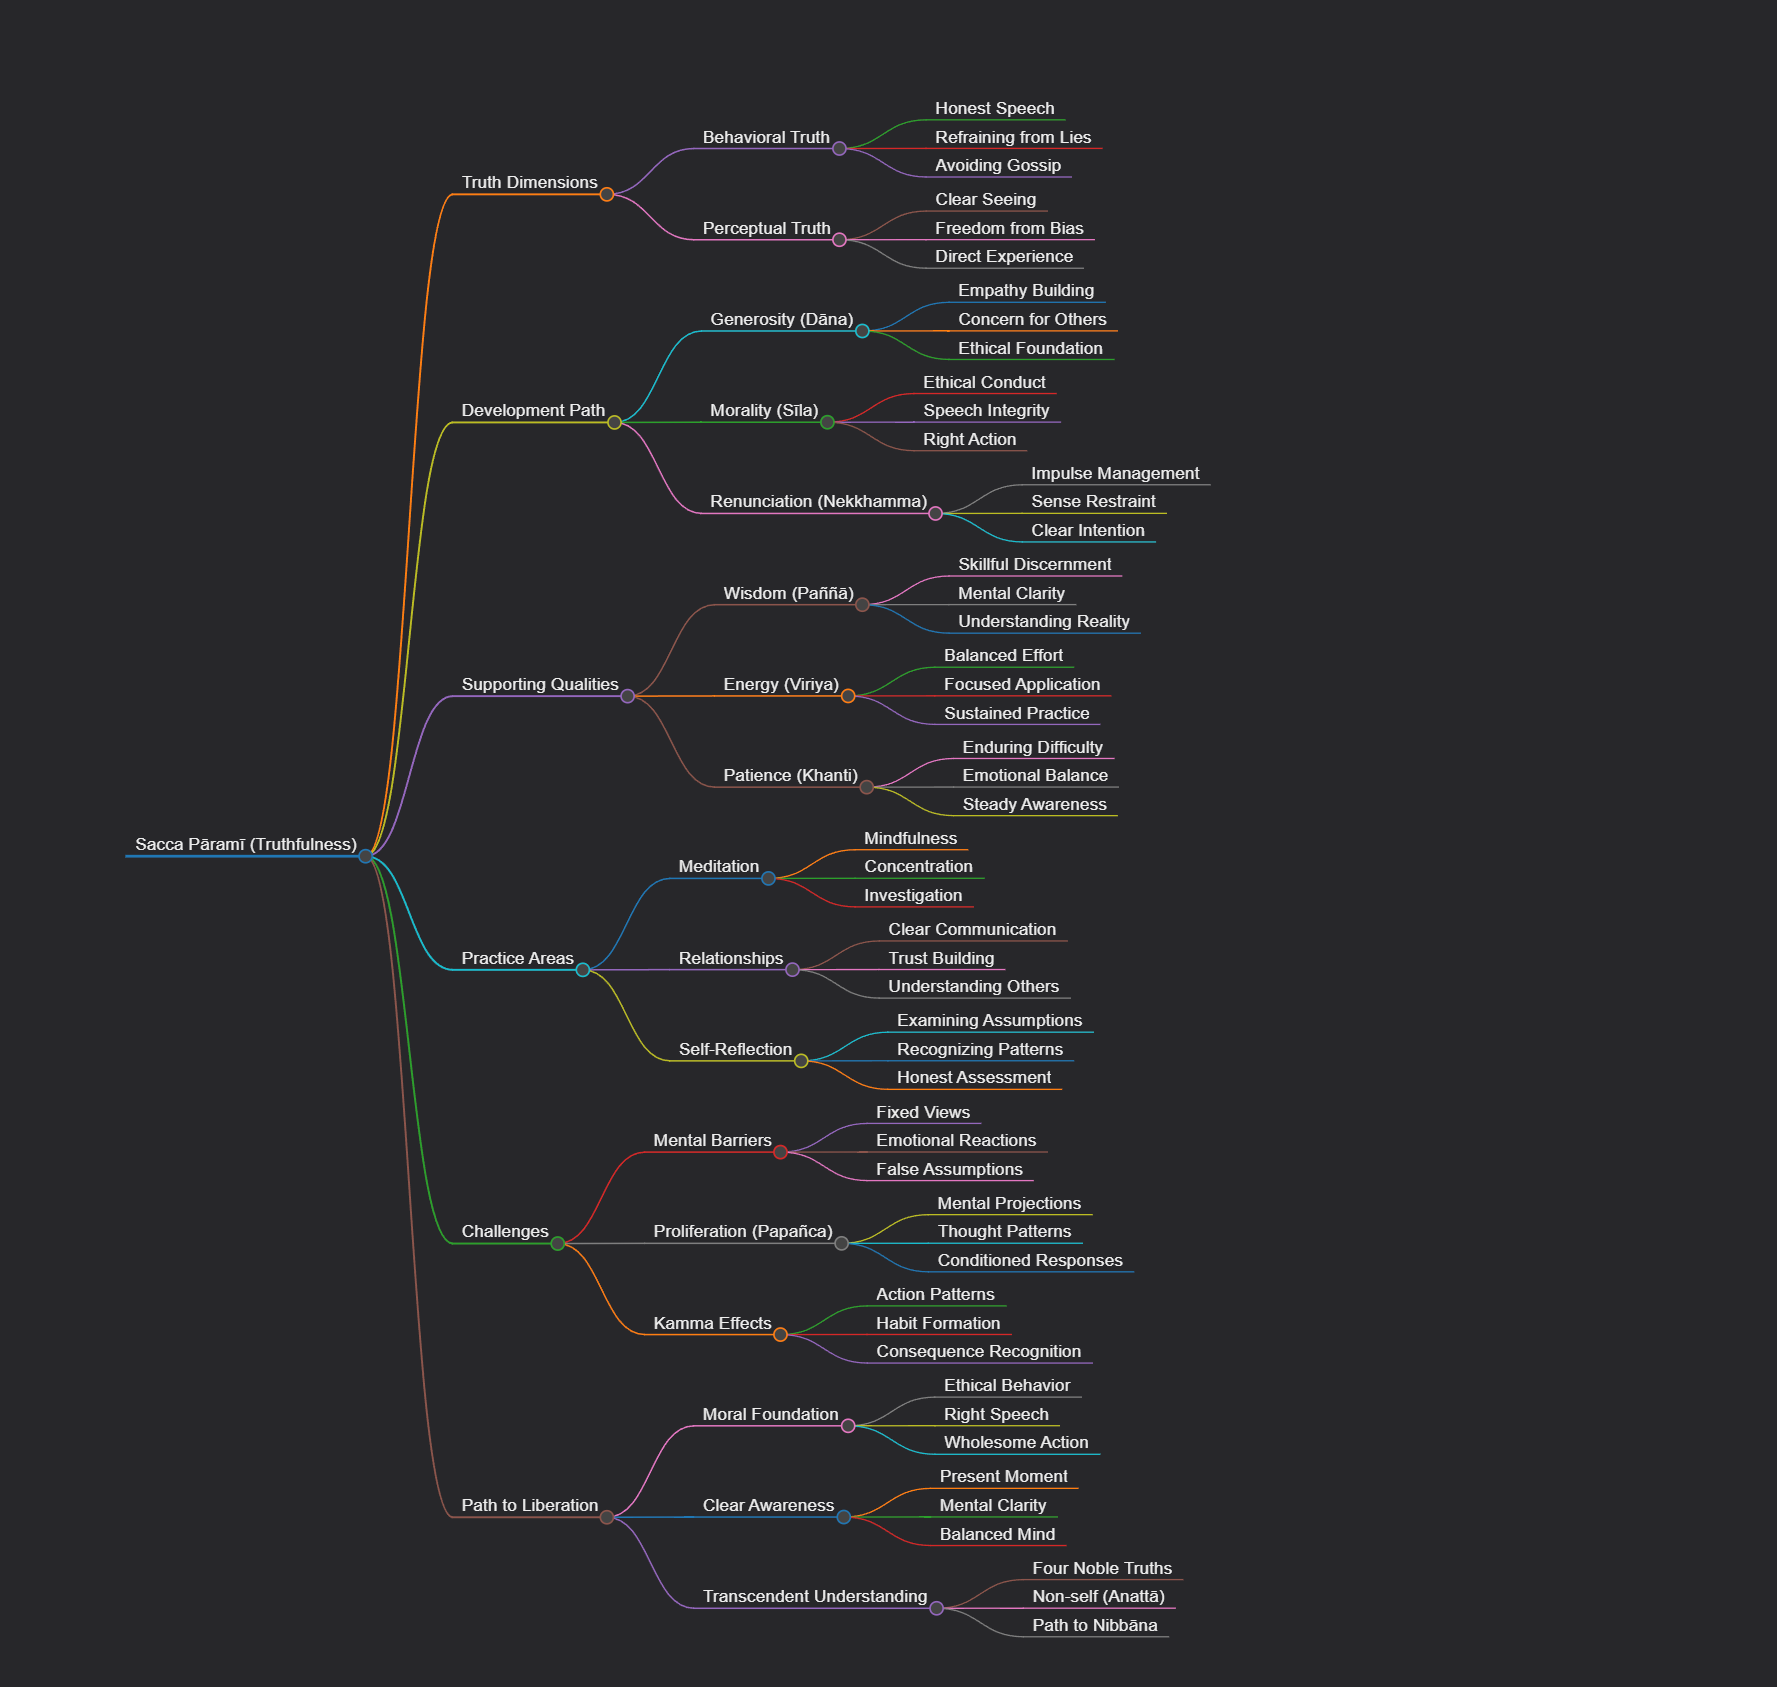 Sacca Pāramī (Truthfulness)
Truth Dimensions
Behavioral Truth
Honest Speech
Refraining from Lies
Avoiding Gossip
Perceptual Truth
Clear Seeing
Freedom from Bias
Direct Experience
Development Path
Generosity (Dāna)
Empathy Building
Concern for Others
Ethical Foundation
Morality (Sīla)
Ethical Conduct
Speech Integrity
Right Action
Renunciation (Nekkhamma)
Impulse Management
Sense Restraint
Clear Intention
Supporting Qualities
Wisdom (Paññā)
Skillful Discernment
Mental Clarity
Understanding Reality
Energy (Viriya)
Balanced Effort
Focused Application
Sustained Practice
Patience (Khanti)
Enduring Difficulty
Emotional Balance
Steady Awareness
Practice Areas
Meditation
Mindfulness
Concentration
Investigation
Relationships
Clear Communication
Trust Building
Understanding Others
Self-Reflection
Examining Assumptions
Recognizing Patterns
Honest Assessment
Challenges
Mental Barriers
Fixed Views
Emotional Reactions
False Assumptions
Proliferation (Papañca)
Mental Projections
Thought Patterns
Conditioned Responses
Kamma Effects
Action Patterns
Habit Formation
Consequence Recognition
Path to Liberation
Moral Foundation
Ethical Behavior
Right Speech
Wholesome Action
Clear Awareness
Present Moment
Mental Clarity
Balanced Mind
Transcendent Understanding
Four Noble Truths
Non-self (Anattā)
Path to Nibbāna